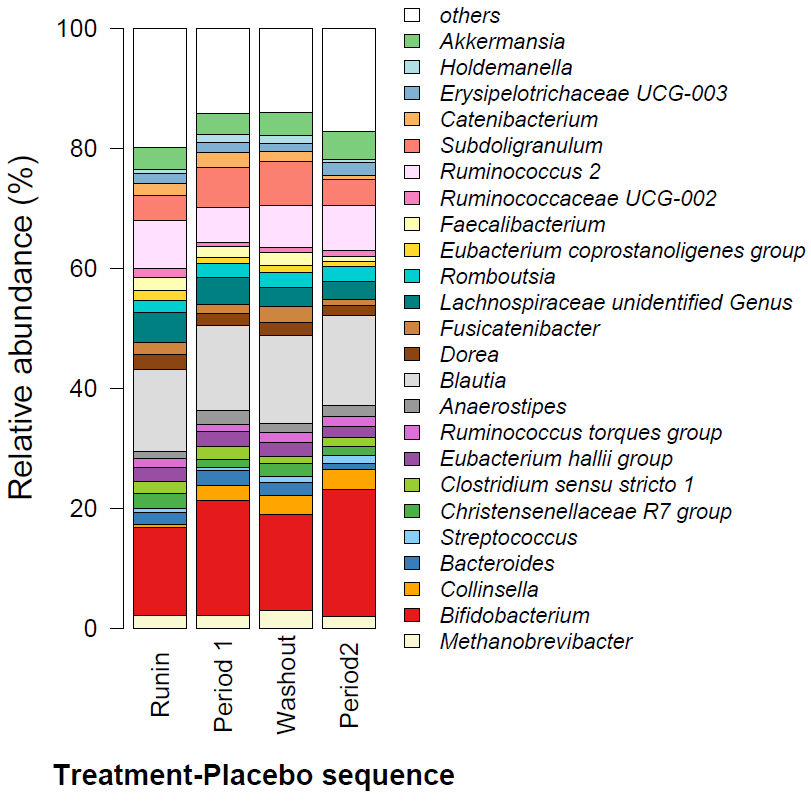 Relative abundance (%)
100
80
60
40
20
0
Runin
Period 1
Washout
Period2
Treatment-Placebo sequence
others
Akkermansia
Holdemanella
Erysipelotrichaceae UCG-003
Catenibacterium
Subdoligranulum
Ruminococcus 2
Ruminococcaceae UCG-002
Faecalibacterium
Eubacterium coprostanoligenes group
Romboutsia
Lachnospiraceae unidentified Genus
Fusicatenibacter
Dorea
Blautia
Anaerostipes
Ruminococcus torques group
Eubacterium hallii group
Clostridium sensu stricto 1
Christensenellaceae R7 group
Streptococcus
Bacteroides
Collinsella
Bifidobacterium
Methanobrevibacter